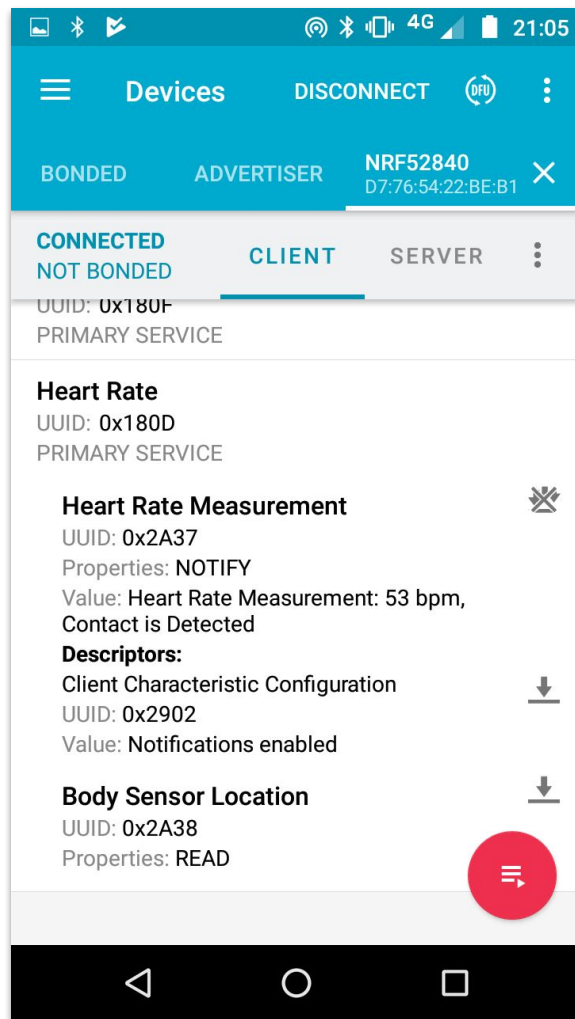 4G 21:05
Devices DISCONNECT DFU
BONDED ADVERTISER NRF52840
D7:76:54:22:BE:B1
CONNECTED
NOT BONDED
CLIENT SERVER
UUID: 0x180F
PRIMARY SERVICE
Heart Rate
UUID: 0x180D
PRIMARY SERVICE
Heart Rate Measurement
UUID: 0x2A37
Properties: NOTIFY
Value: Heart Rate Measurement: 53 bpm,
Contact is Detected
Descriptors:
Client Characteristic Configuration
UUID: 0x2902
Value: Notifications enabled
Body Sensor Location
UUID: 0x2A38
Properties: READ